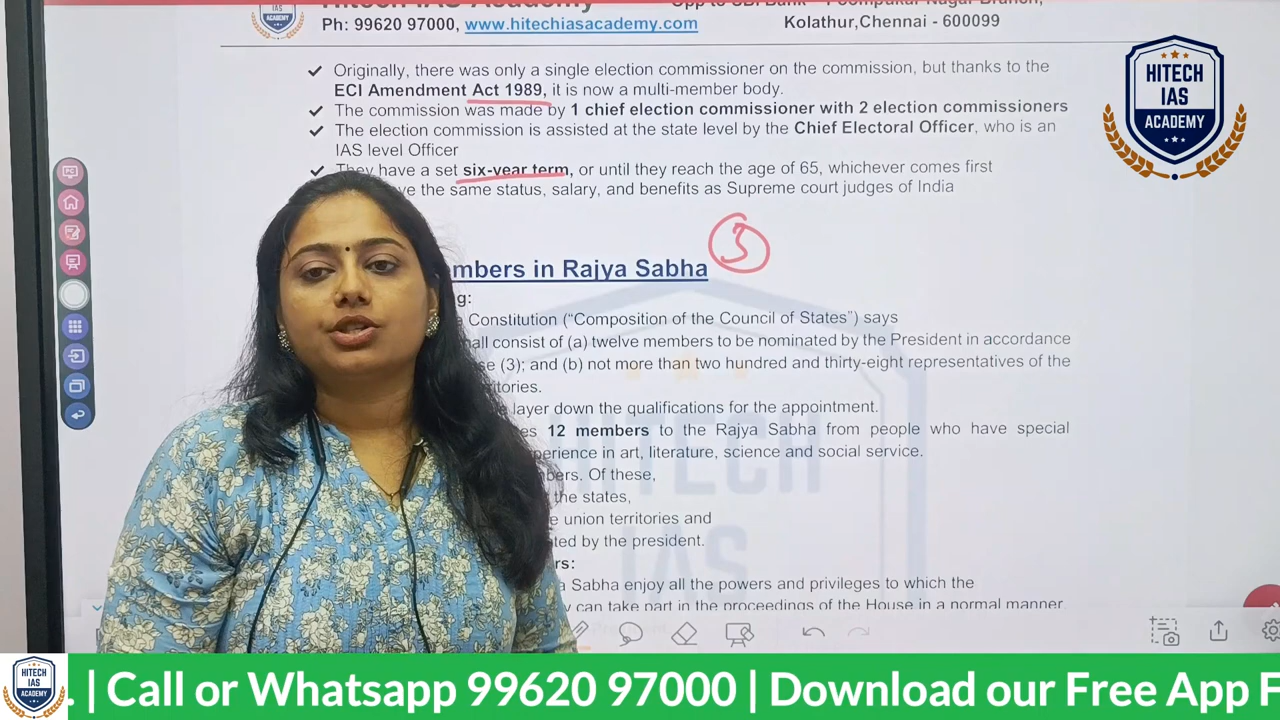 Ph: 99620 97000, www.hitechiasacademy.com
Kolathur,Chennai - 600099
✔ Originally, there was only a single election commissioner on the commission, but thanks to the
ECI Amendment Act 1989, it is now a multi-member body.
✔ The commission was made by 1 chief election commissioner with 2 election commissioners
✔ The election commission is assisted at the state level by the Chief Electoral Officer, who is an
IAS level Officer
✔ They have a set six-year term, or until they reach the age of 65, whichever comes first
the same status, salary, and benefits as Supreme court judges of India
HITECH
IAS
ACADEMY
in Rajya Sabha
Constitution (“Composition of the Council of States”) says
consist of (a) twelve members to be nominated by the President in accordance
(3); and (b) not more than two hundred and thirty-eight representatives of the
layer down the qualifications for the appointment.
12 members to the Rajya Sabha from people who have special
in art, literature, science and social service.
Of these,
the states,
union territories and
by the president.
Sabha enjoy all the powers and privileges to which the
can take part in the proceedings of the House in a normal manner.
HITECH
IAS
HITECH
IAS
ACADEMY
| Call or Whatsapp 99620 97000 | Download our Free App